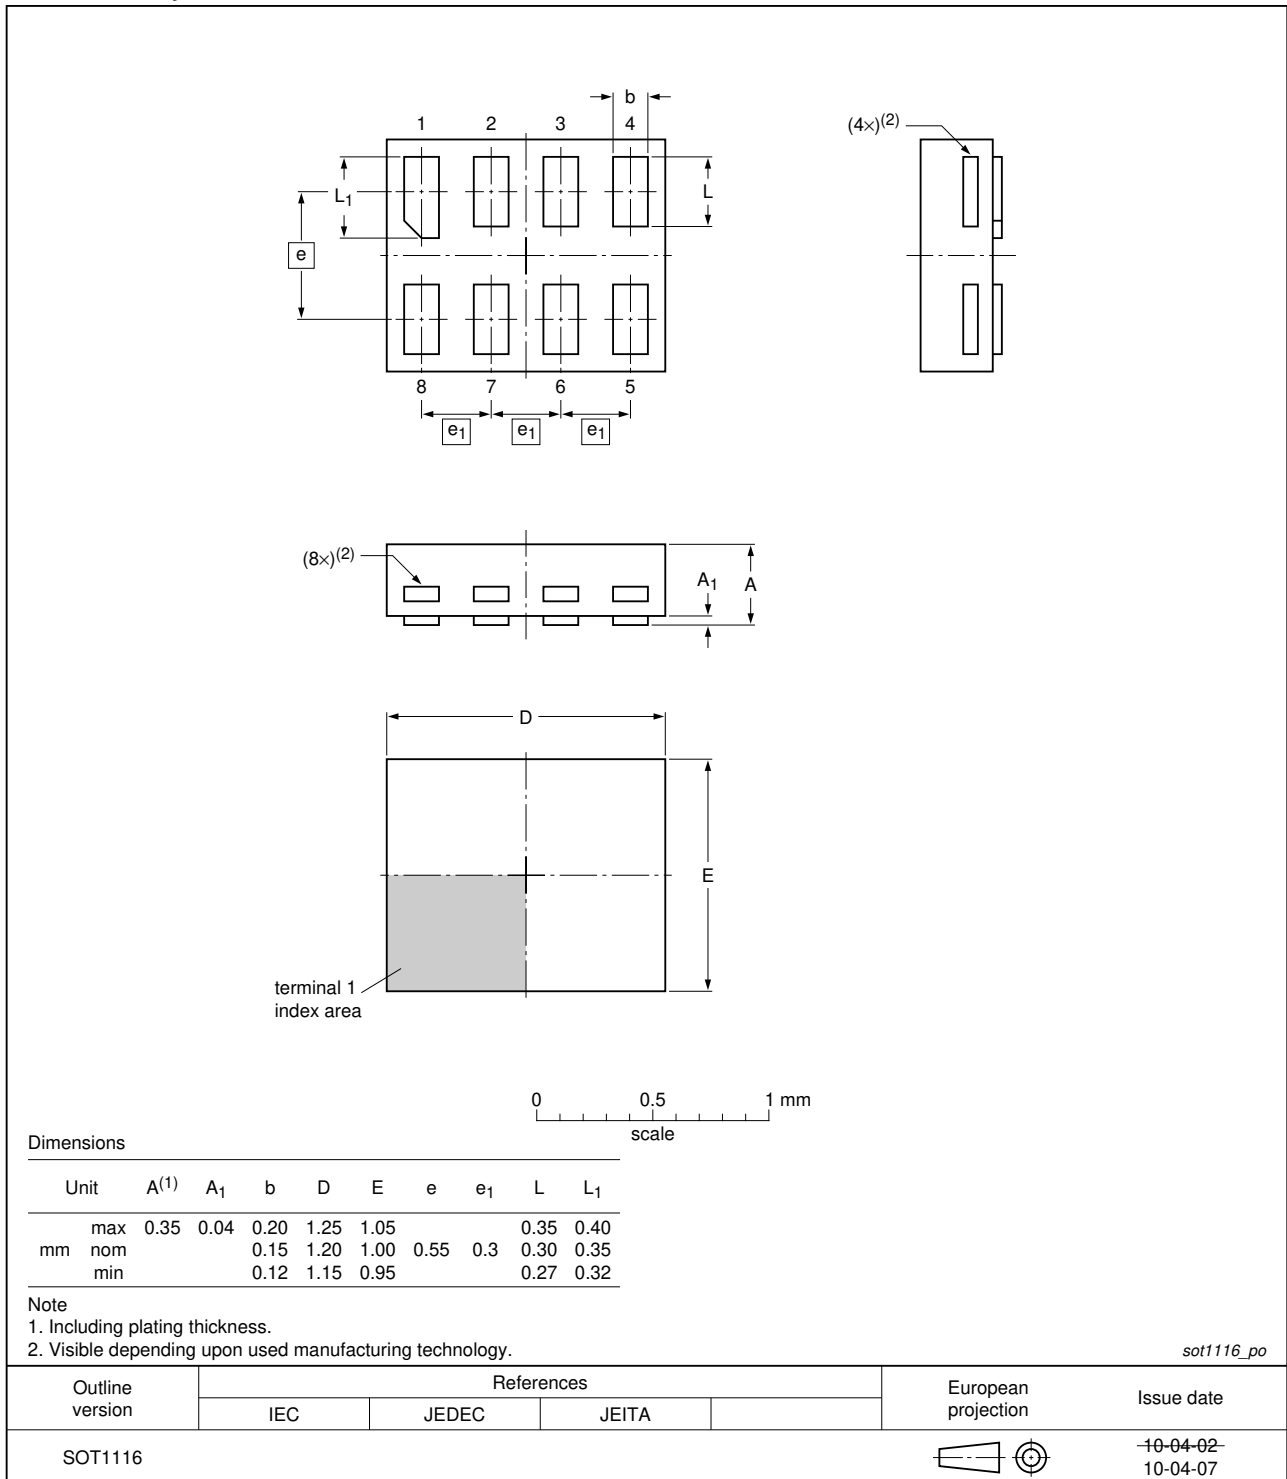 b
1 2 3 4
(4×)(2)
L1
L
e
8 7 6 5
e1 e1 e1
(8×)(2)
A1 A
D
E
terminal 1
index area
0 0.5 1 mm
scale
Dimensions
Unit A(1) A1 b D E e e1 L L1
max 0.35 0.04 0.20 1.25 1.05 0.35 0.40
mm nom 0.15 1.20 1.00 0.55 0.3 0.30 0.35
min 0.12 1.15 0.95 0.27 0.32
Note
1. Including plating thickness.
2. Visible depending upon used manufacturing technology.
sot1116_po
Outline version References European projection Issue date
IEC JEDEC JEITA
SOT1116 10-04-02
10-04-07